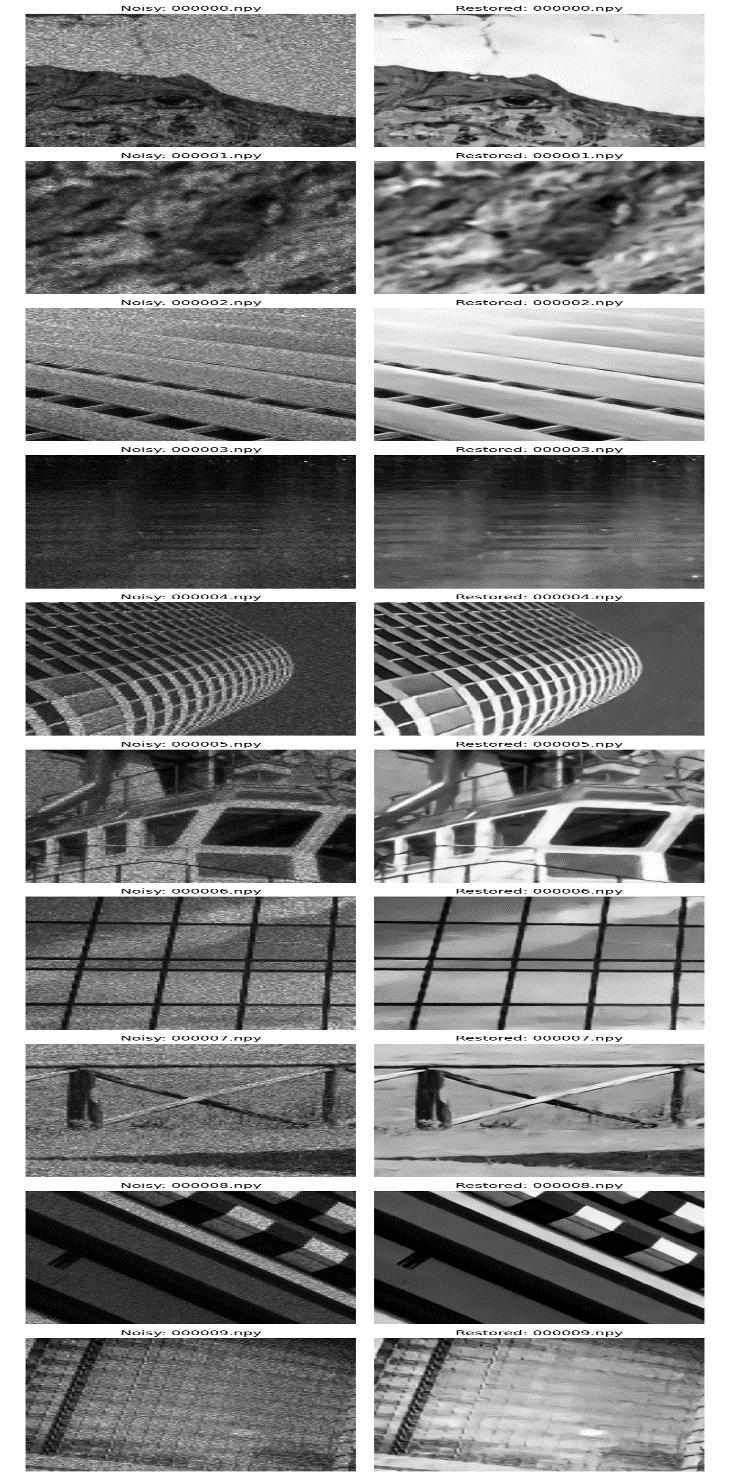 Noisy: 000000.npy Restored: 000000.npy
Noisy: 000001.npy Restored: 000001.npy
Noisy: 000002.npy Restored: 000002.npy
Noisy: 000003.npy Restored: 000003.npy
Noisy: 000004.npy Restored: 000004.npy
Noisy: 000005.npy Restored: 000005.npy
Noisy: 000006.npy Restored: 000006.npy
Noisy: 000007.npy Restored: 000007.npy
Noisy: 000008.npy Restored: 000008.npy
Noisy: 000009.npy Restored: 000009.npy